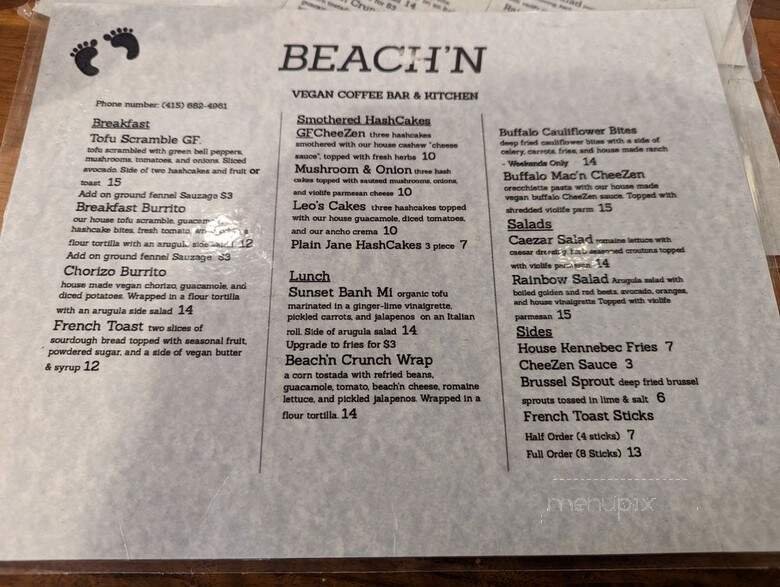 BEACH'N
VEGAN COFFEE BAR & KITCHEN
Phone number: (415) 682-4961
Breakfast
Tofu Scramble GF
tofu scrambled with green bell peppers,
mushrooms, tomatoes, and onions. Sliced
avocado. Side of two hashcakes and fruit or
toast 15
Add on ground fennel Sauzage $3
Breakfast Burrito
our house tofu scramble, guacamole,
hashcake bites, fresh tomato, a
flour tortilla with an arugula side salad 12
Add on ground fennel Sauzage $3
Chorizo Burrito
house made vegan chorizo, guacamole, and
diced potatoes. Wrapped in a flour tortilla
with an arugula side salad 14
French Toast two slices of
sourdough bread topped with seasonal fruit,
powdered sugar, and a side of vegan butter
& syrup 12
Smothered HashCakes
GFCheeZen three hashcakes
smothered with our house cashew "cheese
sauce", topped with fresh herbs 10
Mushroom & Onion three hash
cakes topped with sauteed mushrooms, onions,
and violife parmesan cheese 10
Leo's Cakes three hashcakes topped
with our house guacamole, diced tomatoes,
and our ancho crema 10
Plain Jane HashCakes 3 piece 7
Lunch
Sunset Banh Mi organic tofu
marinated in a ginger-lime vinaigrette,
pickled carrots, and jalapenos on an Italian
roll. Side of arugula salad 14
Upgrade to fries for $3
Beach'n Crunch Wrap
a corn tostada with refried beans,
guacamole, tomato, beach'n cheese, romaine
lettuce, and pickled jalapenos. Wrapped in a
flour tortilla 14
Buffalo Cauliflower Bites
deep fried cauliflower bites with a side of
celery, carrots, fries, and house made ranch
- Weekends Only 14
Buffalo Mac'n CheeZen
orecchiette pasta with our house made
vegan buffalo CheeZen sauce. Topped with
shredded violife parm 15
Salads
Caezar Salad romaine lettuce with
caesar dressing and seasoned croutons topped
with violife parmesan 14
Rainbow Salad Arugula salad with
boiled golden and red beets, avocado, oranges,
and house vinaigrette Topped with violife
parmesan 15
Sides
House Kennebec Fries 7
CheeZen Sauce 3
Brussel Sprout deep fried brussel
sprouts tossed in lime & salt 6
French Toast Sticks
Half Order (4 sticks) 7
Full Order (8 Sticks) 13
menupix